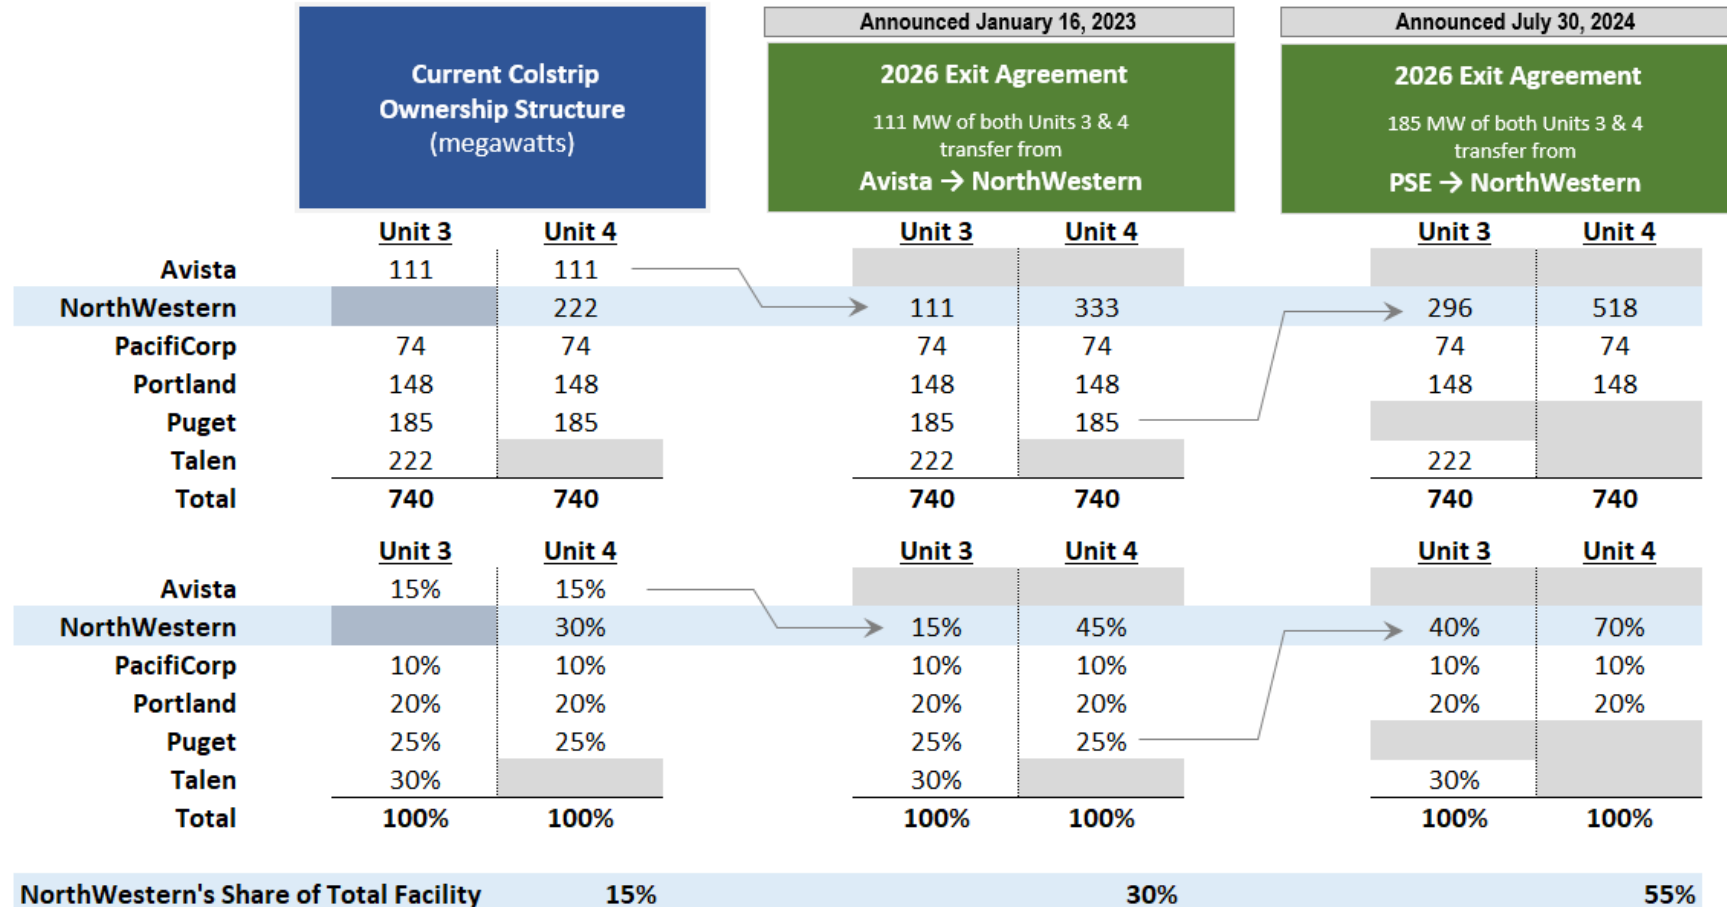 Announced January 16, 2023 Announced July 30, 2024
Current Colstrip
Ownership Structure
(megawatts)
2026 Exit Agreement
111 MW of both Units 3 & 4
transfer from
Avista → NorthWestern
2026 Exit Agreement
185 MW of both Units 3 & 4
transfer from
PSE → NorthWestern
Unit 3 Unit 4 Unit 3 Unit 4 Unit 3 Unit 4
Avista 111 111
NorthWestern 222 111 333 296 518
PacifiCorp 74 74 74 74 74 74
Portland 148 148 148 148 148 148
Puget 185 185 185 185
Talen 222 222 222
Total 740 740 740 740 740 740
Unit 3 Unit 4 Unit 3 Unit 4 Unit 3 Unit 4
Avista 15% 15%
NorthWestern 30% 15% 45% 40% 70%
PacifiCorp 10% 10% 10% 10% 10% 10%
Portland 20% 20% 20% 20% 20% 20%
Puget 25% 25% 25% 25%
Talen 30% 30% 30%
Total 100% 100% 100% 100% 100% 100%
NorthWestern's Share of Total Facility 15% 30% 55%